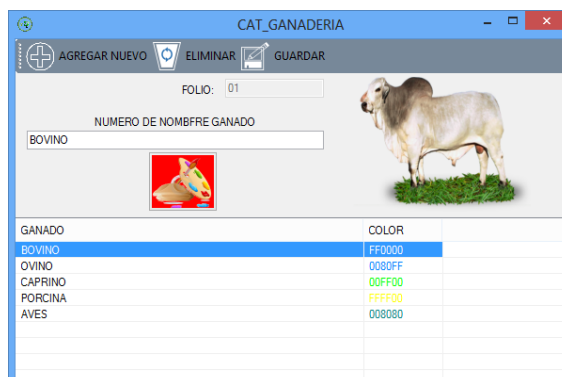 CAT_GANADERIA
AGREGAR NUEVO ELIMINAR GUARDAR
FOLIO: 01
NUMERO DE NOMBFRE GANADO
BOVINO
GANADO COLOR
BOVINO FF0000
OVINO 0080FF
CAPRINO 00FF00
PORCINA FFFF00
AVES 008080